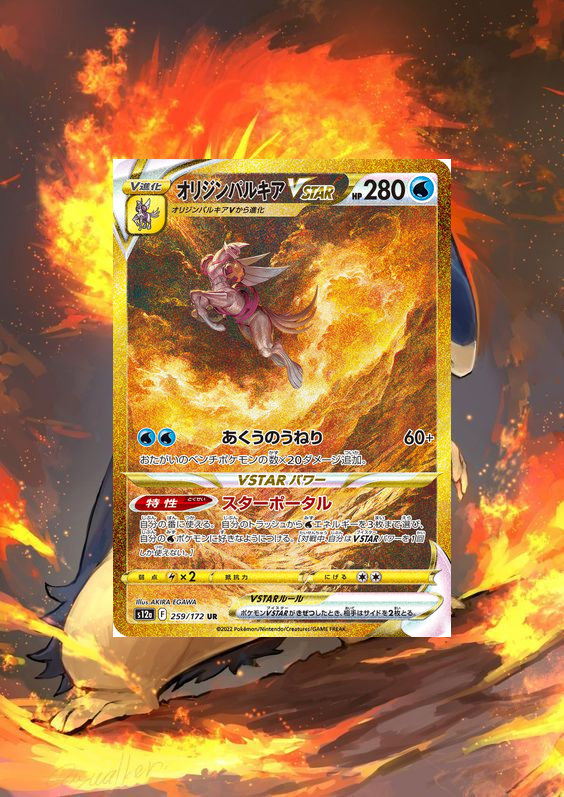 V進化
オリジンパルキア VSTAR HP 280
オリジンパルキアVから進化
あくうのうねり 60+
おたがいのベンチポケモンの数×20ダメージ追加。
VSTAR パワー
特性 スターポータル
自分の番に使える。自分のトラッシュから エネルギーを3枚まで選び、
自分の ポケモンに好きなようにつける。[対戦中、自分はVSTARパワーを1回
しか使えない。]
弱点 ×2 抵抗力 にげる
Illus. AKIRA EGAWA
VSTARルール
ポケモンVSTARがきぜつしたとき、相手はサイドを2枚とる。
s12a F 259/172 UR
©2022 Pokémon/Nintendo/Creatures/GAME FREAK.